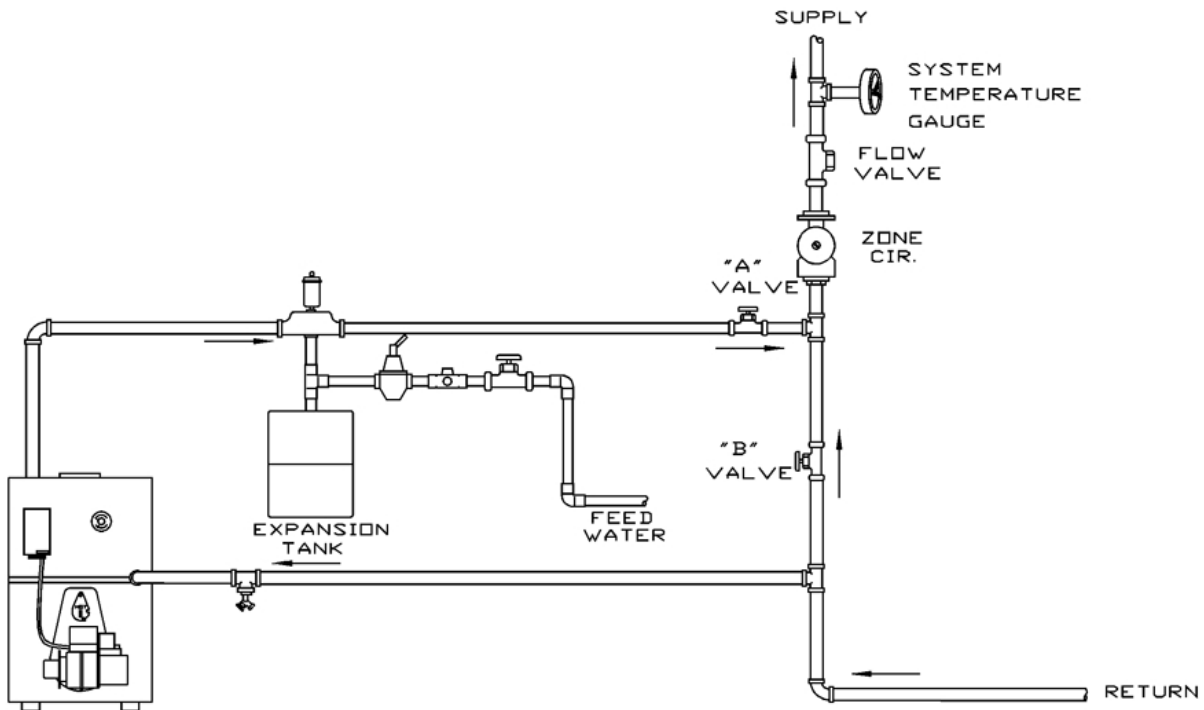 SUPPLY
SYSTEM
TEMPERATURE
GAUGE
FLOW
VALVE
ZONE
CIR.
"A"
VALVE
"B"
VALVE
FEED
WATER
EXPANSION
TANK
RETURN